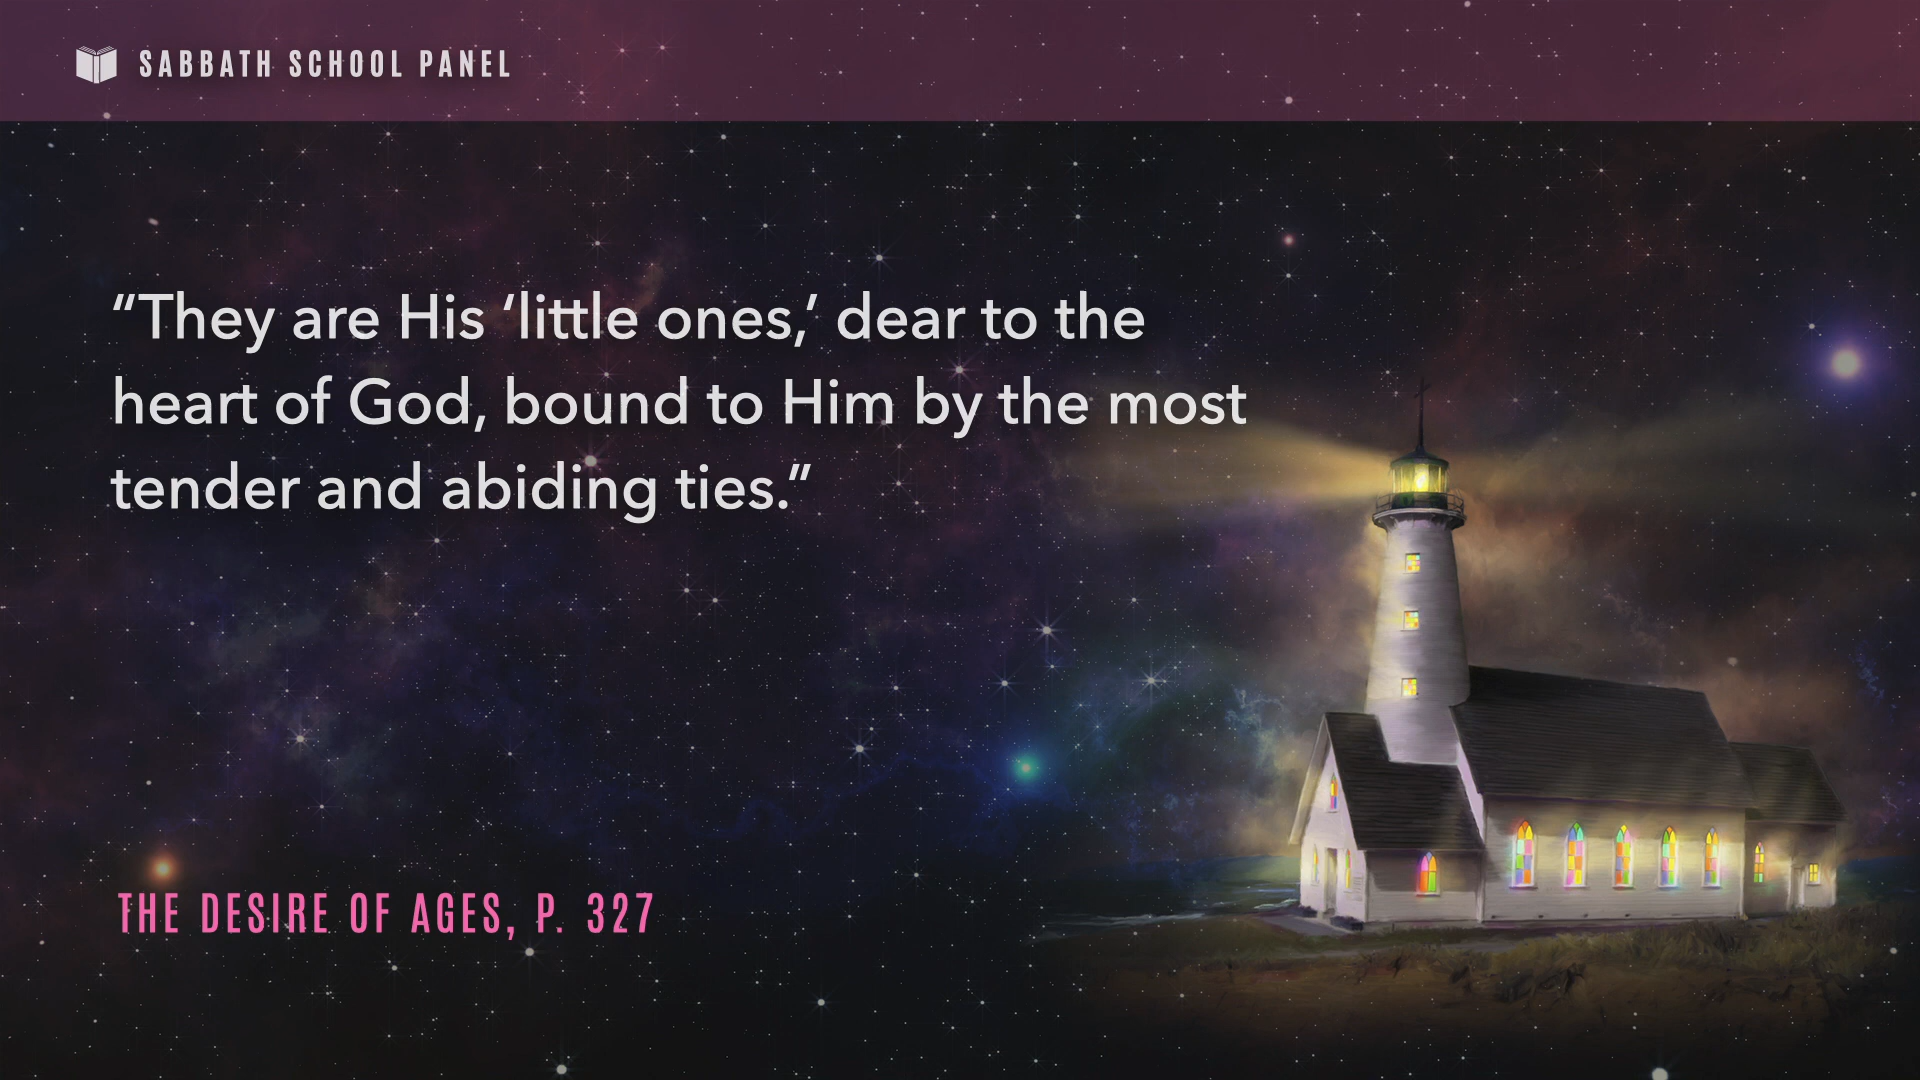 SABBATH SCHOOL PANEL
“They are His ‘little ones,’ dear to the
heart of God, bound to Him by the most
tender and abiding ties.”
THE DESIRE OF AGES, P. 327